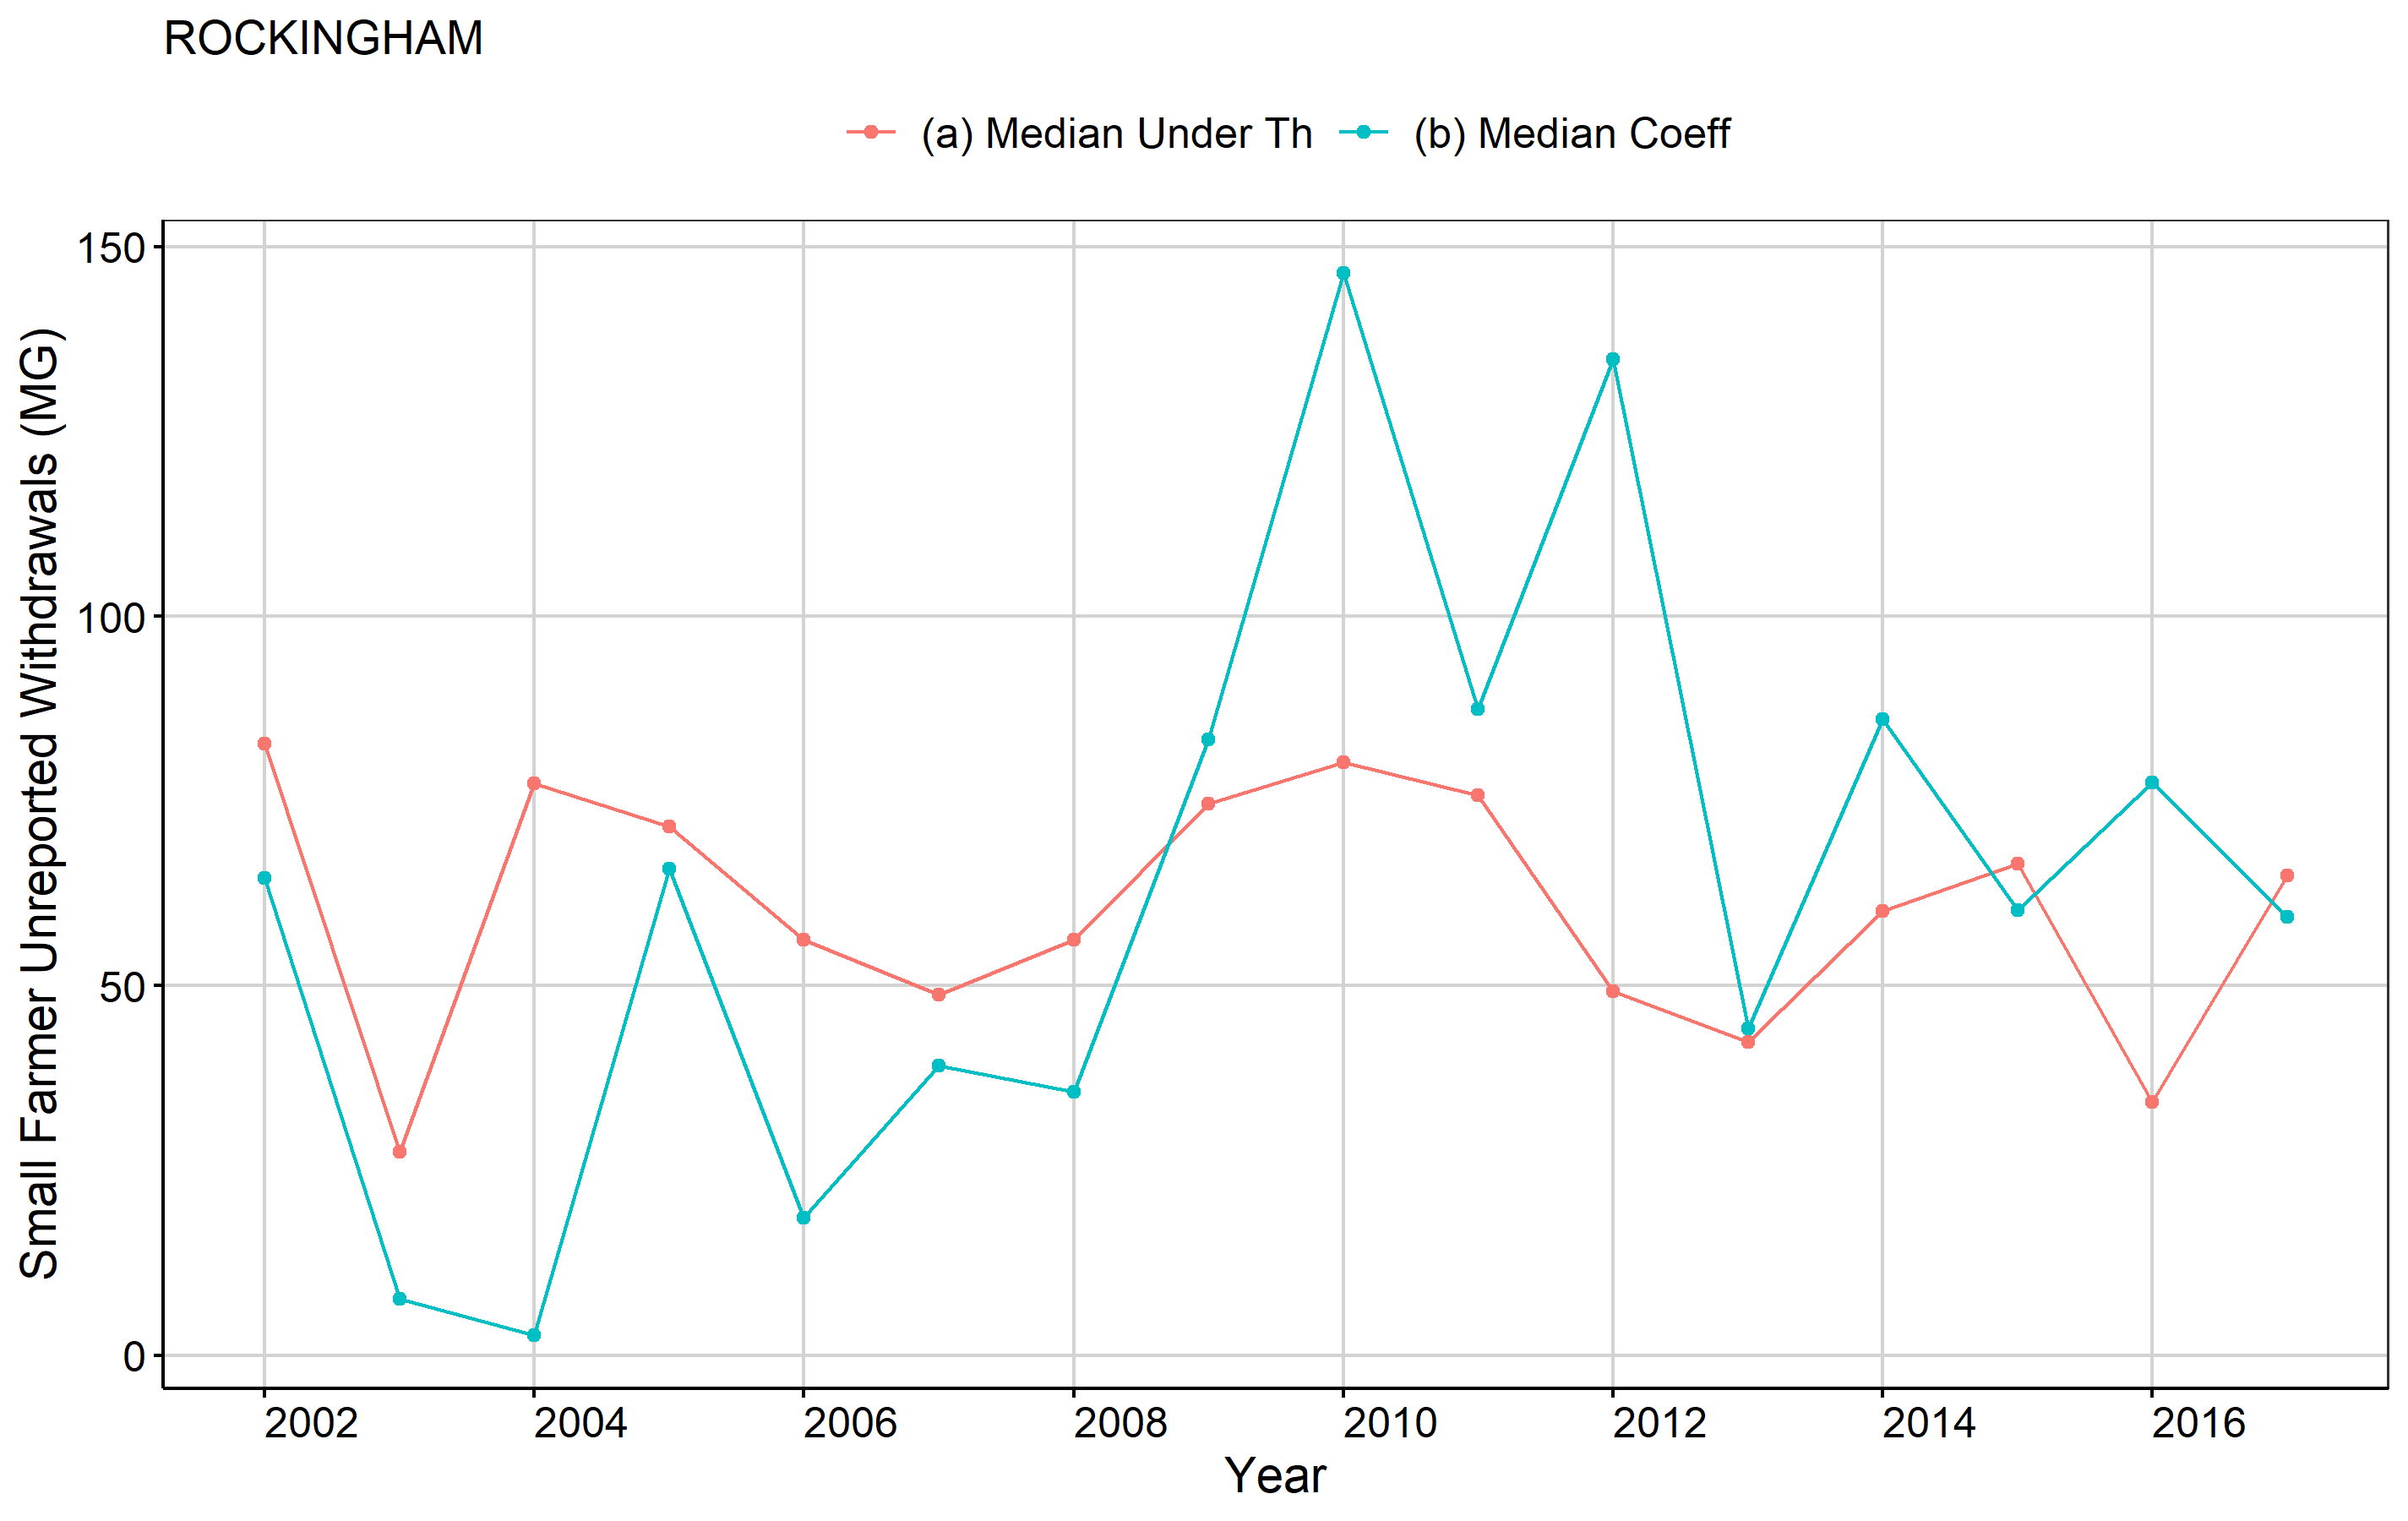 ROCKINGHAM
(a) Median Under Th (b) Median Coeff
Small Farmer Unreported Withdrawals (MG)
150
100
50
0
2002 2004 2006 2008 2010 2012 2014 2016
Year